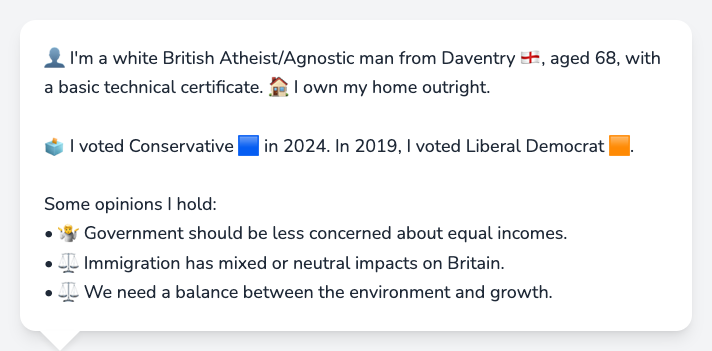 👤 I'm a white British Atheist/Agnostic man from Daventry 🏴󠁧󠁢󠁥󠁮󠁧󠁿, aged 68, with
a basic technical certificate. 🏠 I own my home outright.
🗳️ I voted Conservative 🟦 in 2024. In 2019, I voted Liberal Democrat 🟧.
Some opinions I hold:
• 🤷 Government should be less concerned about equal incomes.
• ⚖️ Immigration has mixed or neutral impacts on Britain.
• ⚖️ We need a balance between the environment and growth.